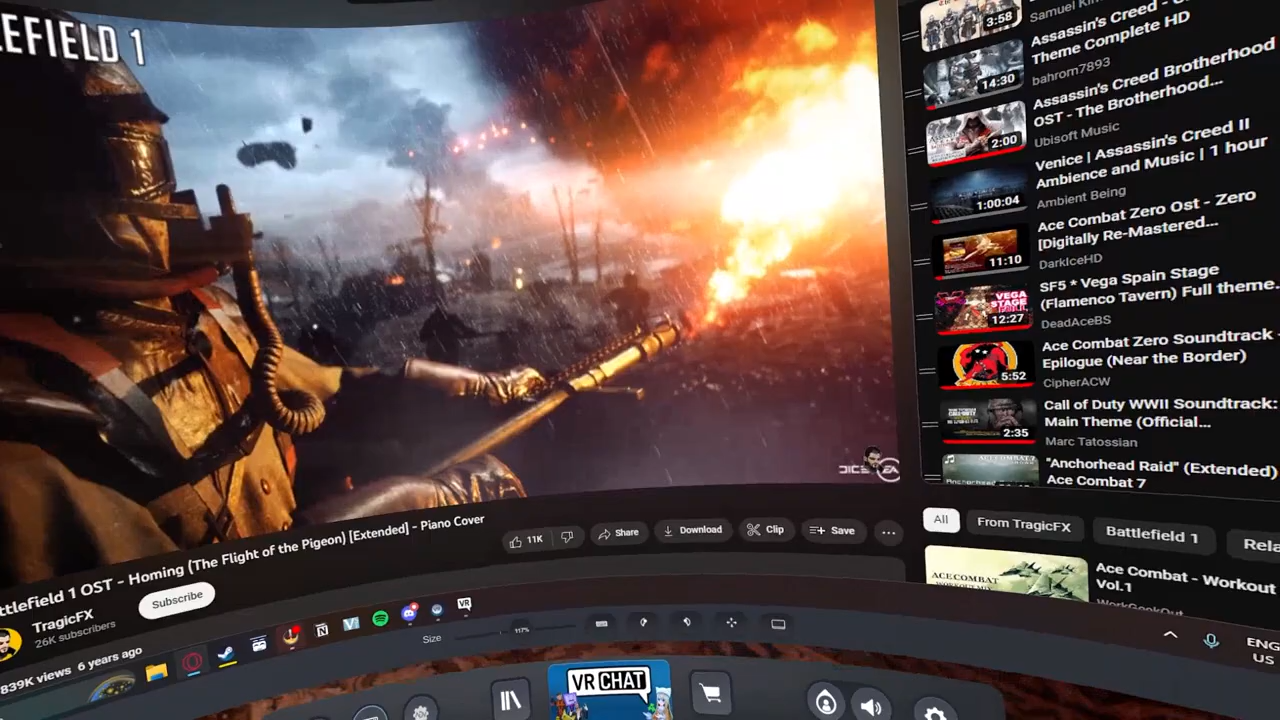 EFIELD 1
DICE EA
ttlefield 1 OST - Homing (The Flight of the Pigeon) [Extended] - Piano Cover
TragicFX
26K subscribers
Subscribe
11K
Share
Download
Clip
Save
839K views 6 years ago
3:58
Samuel Kim
14:30
Assassin's Creed -
Theme Complete HD
bahrom7893
2:00
Assassin's Creed Brotherhood
OST - The Brotherhood...
Ubisoft Music
1:00:04
Venice | Assassin's Creed II
Ambience and Music | 1 hour
Ambient Being
11:10
Ace Combat Zero Ost - Zero
[Digitally Re-Mastered...
DarkIceHD
VEGA
STAGE
12:27
SF5 * Vega Spain Stage
(Flamenco Tavern) Full theme.
DeadAceBS
5:52
Ace Combat Zero Soundtrack
Epilogue (Near the Border)
CipherACW
2:35
Call of Duty WWII Soundtrack:
Main Theme (Official...
Marc Tatossian
"Anchorhead Raid" (Extended)
Ace Combat 7
All
From TragicFX
Battlefield 1
Rela
ACE COMBAT
Ace Combat - Workout
Vol.1
WorkGeekOut
VR
Size
117%
ENG
US
VRCHAT